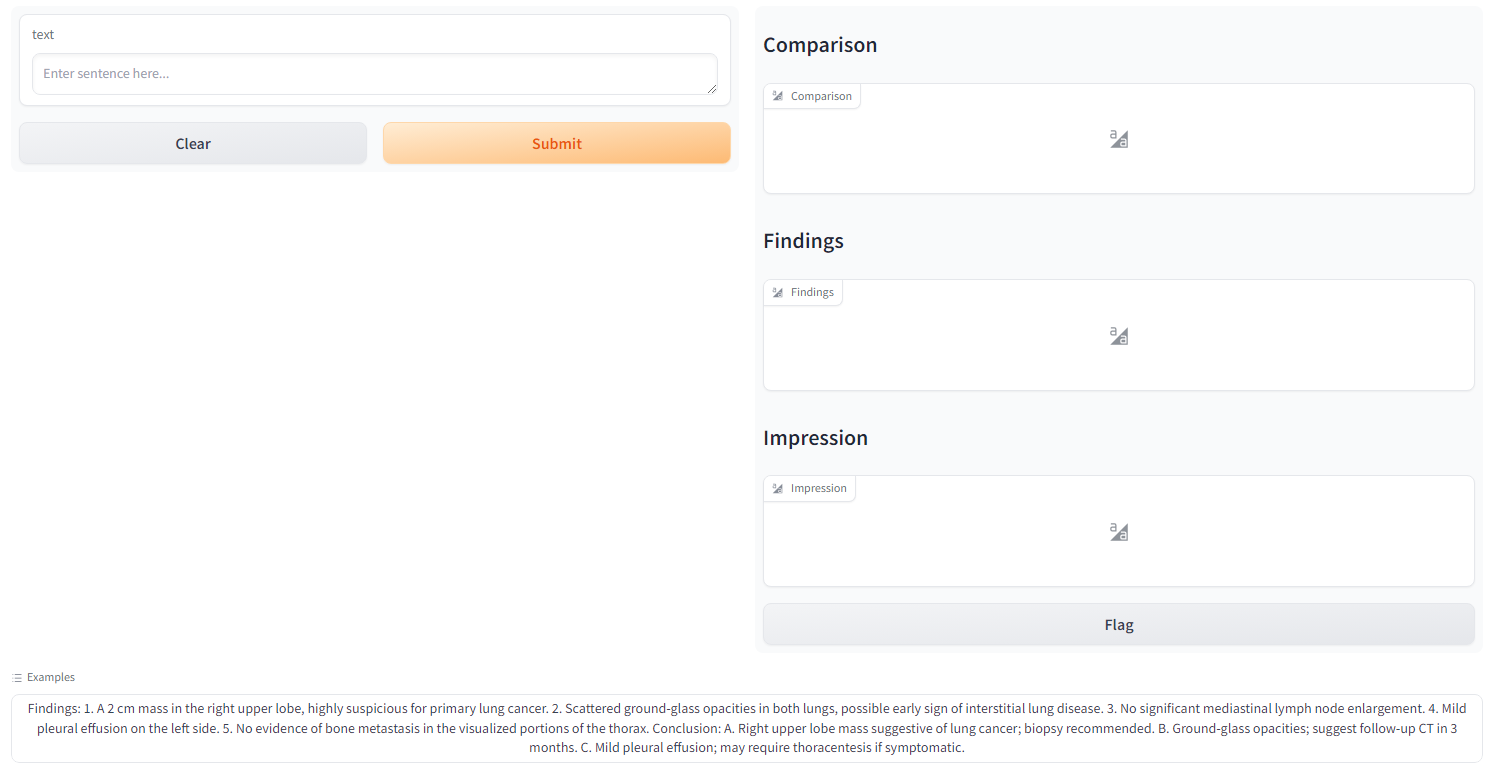 text
Enter sentence here...
Clear
Submit
Comparison
Comparison
Findings
Findings
Impression
Impression
Flag
Examples
Findings: 1. A 2 cm mass in the right upper lobe, highly suspicious for primary lung cancer. 2. Scattered ground-glass opacities in both lungs, possible early sign of interstitial lung disease. 3. No significant mediastinal lymph node enlargement. 4. Mild
pleural effusion on the left side. 5. No evidence of bone metastasis in the visualized portions of the thorax. Conclusion: A. Right upper lobe mass suggestive of lung cancer; biopsy recommended. B. Ground-glass opacities; suggest follow-up CT in 3
months. C. Mild pleural effusion; may require thoracentesis if symptomatic.